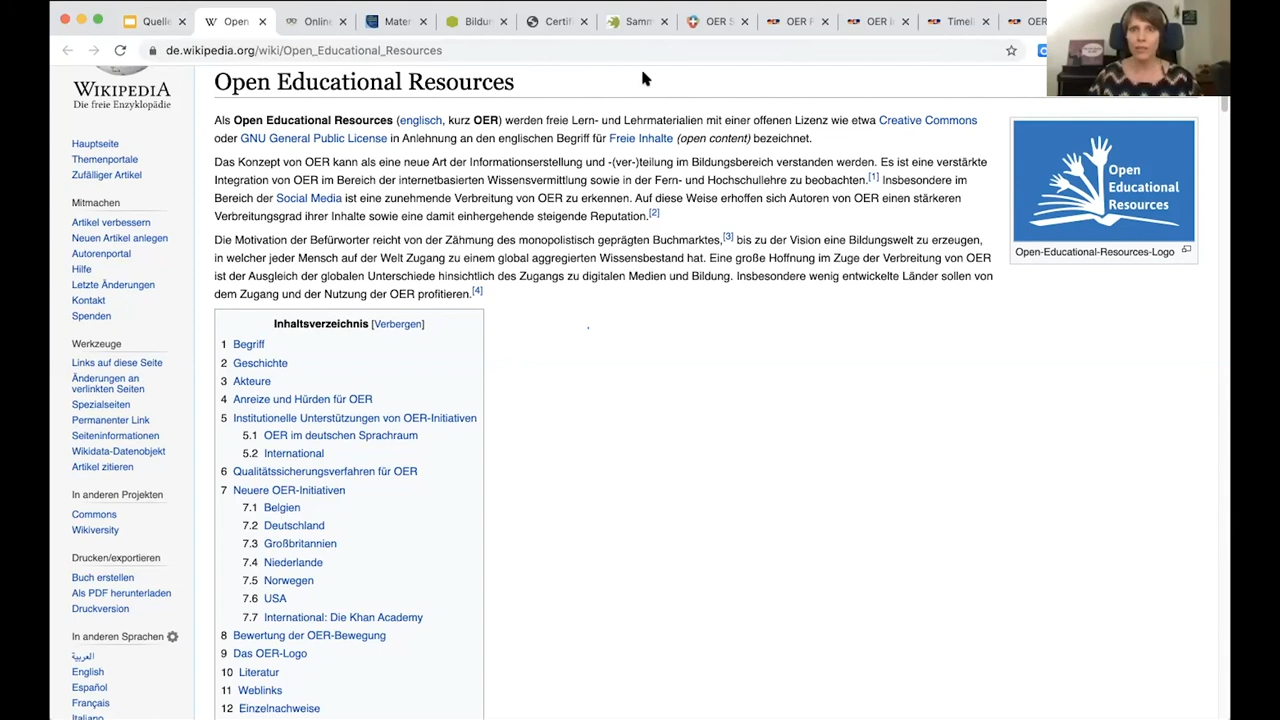 Quelle
Open
Online
Mater
Bildur
Certif
Samm
OER S
OER F
OER I
Timeli
OER
de.wikipedia.org/wiki/Open_Educational_Resources
WIKIPEDIA
Die freie Enzyklopädie
Hauptseite
Themenportale
Zufälliger Artikel
Mitmachen
Artikel verbessern
Neuen Artikel anlegen
Autorenportal
Hilfe
Letzte Änderungen
Kontakt
Spenden
Werkzeuge
Links auf diese Seite
Änderungen an
verlinkten Seiten
Spezialseiten
Permanenter Link
Seiteninformationen
Wikidata-Datenobjekt
Artikel zitieren
In anderen Projekten
Commons
Wikiversity
Drucken/exportieren
Buch erstellen
Als PDF herunterladen
Druckversion
In anderen Sprachen
العربية
English
Español
Français
Italiano
Open Educational Resources
Als Open Educational Resources (englisch, kurz OER) werden freie Lern- und Lehrmaterialien mit einer offenen Lizenz wie etwa Creative Commons
oder GNU General Public License in Anlehnung an den englischen Begriff für Freie Inhalte (open content) bezeichnet.
Das Konzept von OER kann als eine neue Art der Informationserstellung und -(ver-)teilung im Bildungsbereich verstanden werden. Es ist eine verstärkte
Integration von OER im Bereich der internetbasierten Wissensvermittlung sowie in der Fern- und Hochschullehre zu beobachten.[1] Insbesondere im
Bereich der Social Media ist eine zunehmende Verbreitung von OER zu erkennen. Auf diese Weise erhoffen sich Autoren von OER einen stärkeren
Verbreitungsgrad ihrer Inhalte sowie eine damit einhergehende steigende Reputation.[2]
Die Motivation der Befürworter reicht von der Zähmung des monopolistisch geprägten Buchmarktes,[3] bis zu der Vision eine Bildungswelt zu erzeugen,
in welcher jeder Mensch auf der Welt Zugang zu einem global aggregierten Wissensbestand hat. Eine große Hoffnung im Zuge der Verbreitung von OER
ist der Ausgleich der globalen Unterschiede hinsichtlich des Zugangs zu digitalen Medien und Bildung. Insbesondere wenig entwickelte Länder sollen von
dem Zugang und der Nutzung der OER profitieren.[4]
Open
Educational
Resources
Open-Educational-Resources-Logo
Inhaltsverzeichnis [Verbergen]
1 Begriff
2 Geschichte
3 Akteure
4 Anreize und Hürden für OER
5 Institutionelle Unterstützungen von OER-Initiativen
5.1 OER im deutschen Sprachraum
5.2 International
6 Qualitätssicherungsverfahren für OER
7 Neuere OER-Initiativen
7.1 Belgien
7.2 Deutschland
7.3 Großbritannien
7.4 Niederlande
7.5 Norwegen
7.6 USA
7.7 International: Die Khan Academy
8 Bewertung der OER-Bewegung
9 Das OER-Logo
10 Literatur
11 Weblinks
12 Einzelnachweise